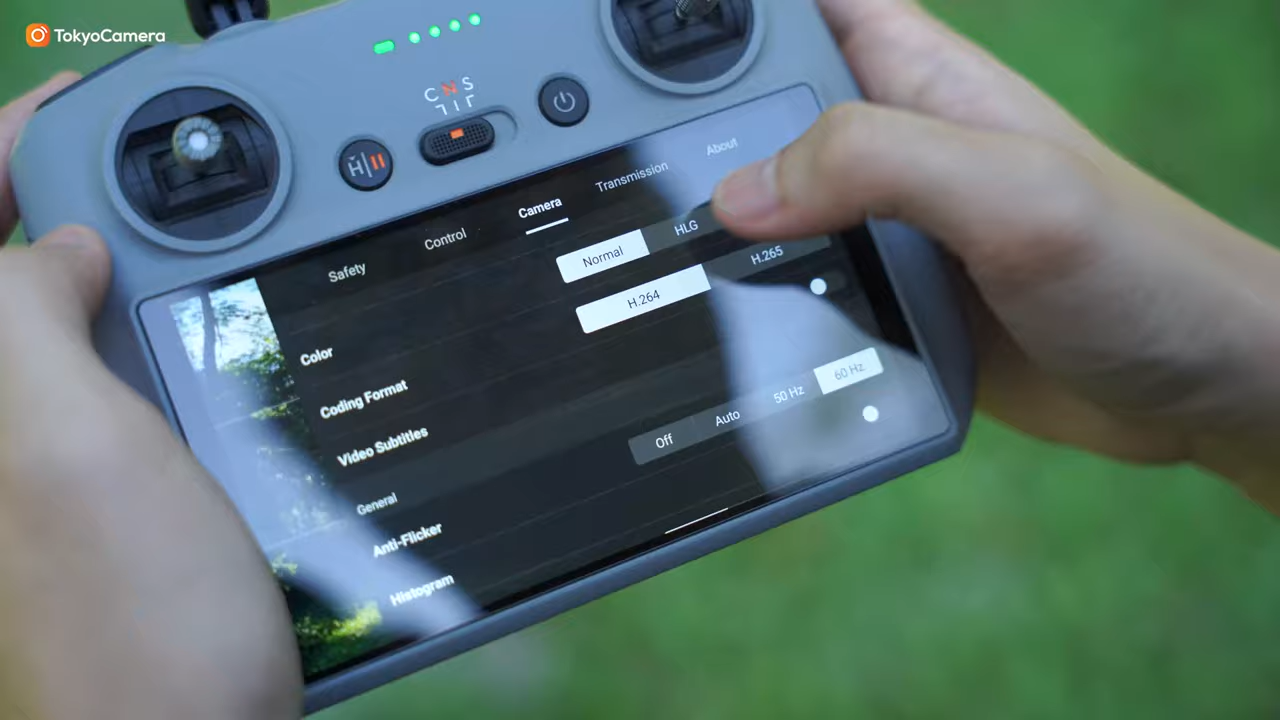 TokyoCamera
C N S
Safety
Control
Camera
Transmission
About
Color
Normal
HLG
Coding Format
H.264
H.265
Video Subtitles
General
Anti-Flicker
Off
Auto
50 Hz
60 Hz
Histogram